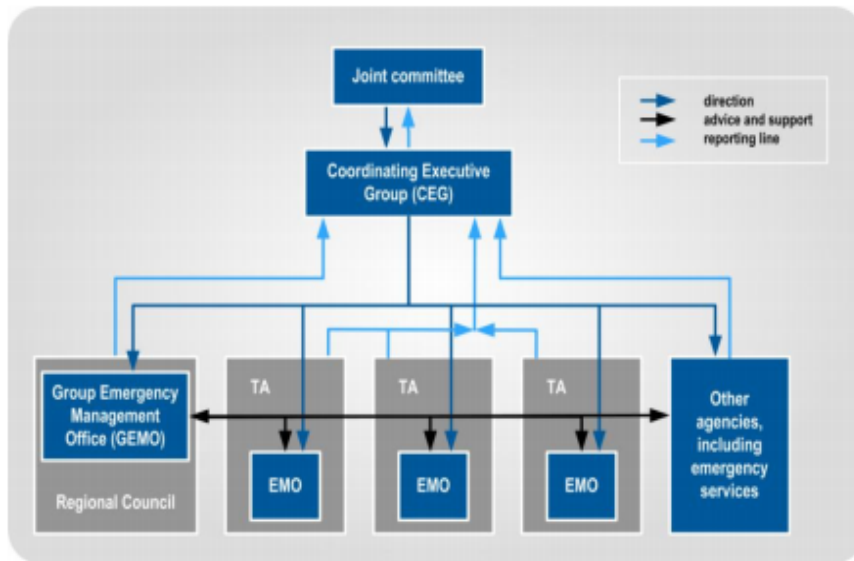 Joint committee
direction
advice and support
reporting line
Coordinating Executive
Group (CEG)
TA
TA
TA
Group Emergency
Management
Office (GEMO)
Other
agencies,
including
emergency
services
EMO
EMO
EMO
Regional Council